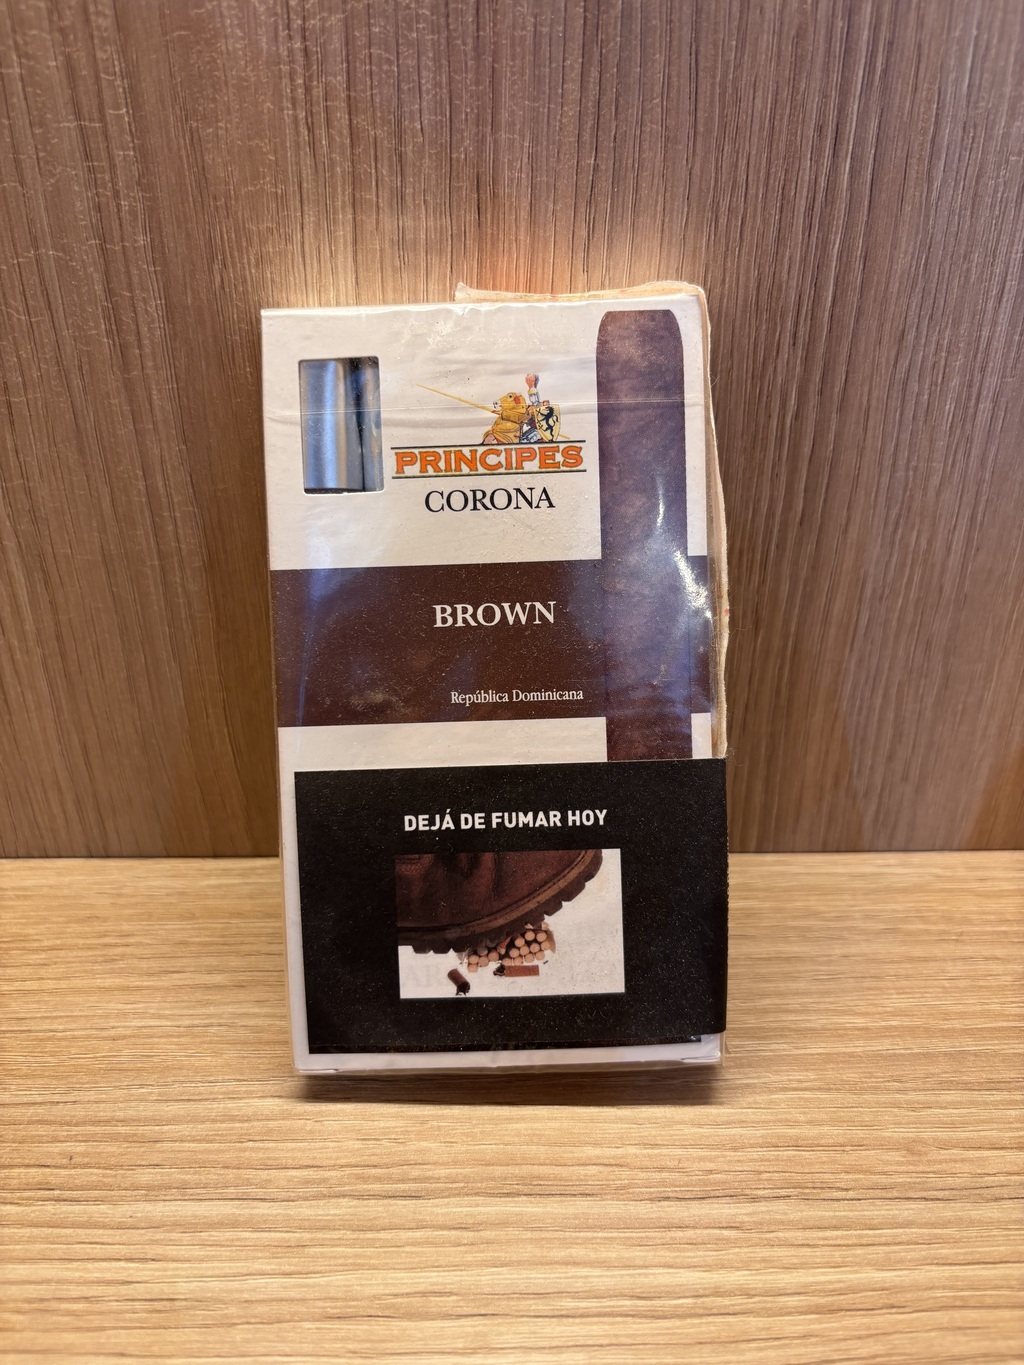 PRINCIPES
CORONA
BROWN
República Dominicana
DEJÁ DE FUMAR HOY